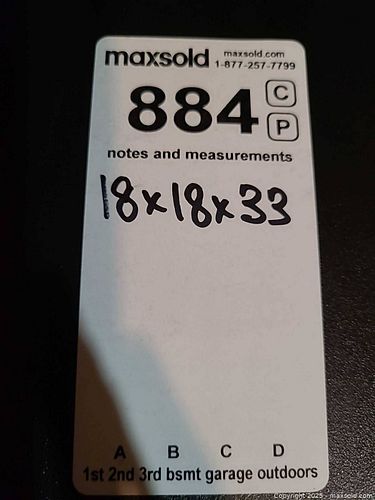 maxsold maxsold.com
1-877-257-7799
884 C
P
notes and measurements
18x18x33
A B C D
1st 2nd 3rd bsmt garage outdoors
Copyright 2025 - maxsold.com